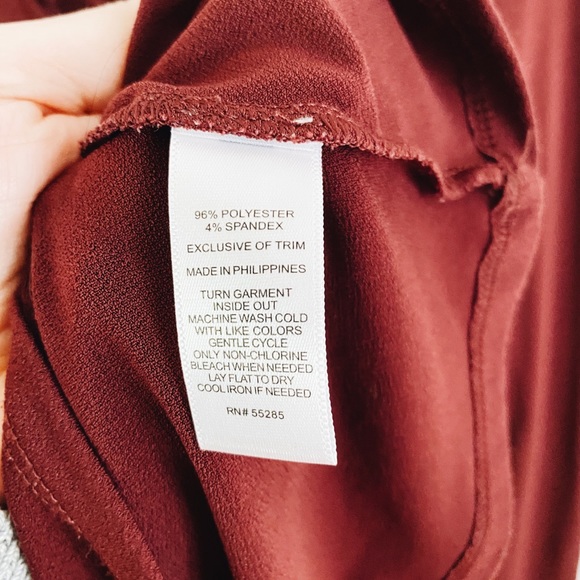 96% POLYESTER
4% SPANDEX
EXCLUSIVE OF TRIM
MADE IN PHILIPPINES
TURN GARMENT
INSIDE OUT
MACHINE WASH COLD
WITH LIKE COLORS
GENTLE CYCLE
ONLY NON-CHLORINE
BLEACH WHEN NEEDED
LAY FLAT TO DRY
COOL IRON IF NEEDED
RN# 55285